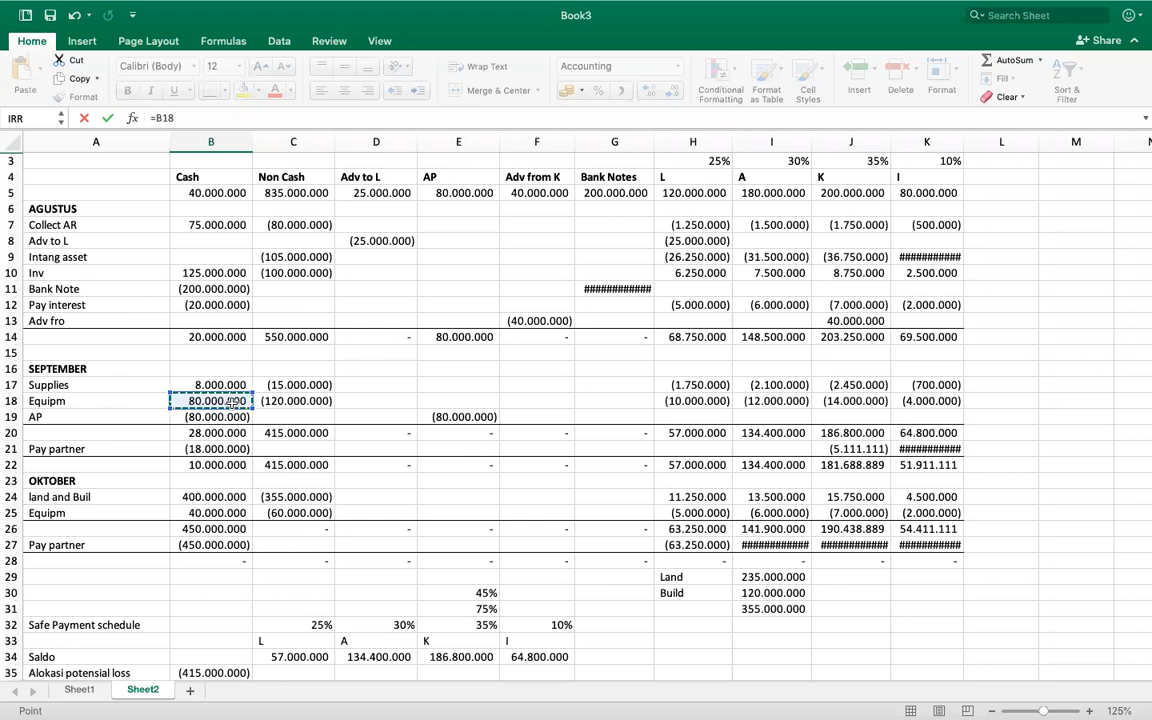 Book3
Search Sheet
Home Insert Page Layout Formulas Data Review View Share
Cut Calibri (Body) 12 A A Wrap Text Accounting AutoSum
Copy Fill
Paste Format B I U A Merge & Center % Conditional Formatting Format as Table Cell Styles Insert Delete Format Clear Sort & Filter
IRR fx =B18
A B C D E F G H I J K L M N
3 25% 30% 35% 10%
4 Cash Non Cash Adv to L AP Adv from K Bank Notes L A K I
5 40.000.000 835.000.000 25.000.000 80.000.000 40.000.000 200.000.000 120.000.000 180.000.000 200.000.000 80.000.000
6 AGUSTUS
7 Collect AR 75.000.000 (80.000.000) (1.250.000) (1.500.000) (1.750.000) (500.000)
8 Adv to L (25.000.000) (25.000.000)
9 Intang asset (105.000.000) (26.250.000) (31.500.000) (36.750.000) ###########
10 Inv 125.000.000 (100.000.000) 6.250.000 7.500.000 8.750.000 2.500.000
11 Bank Note (200.000.000) ############
12 Pay interest (20.000.000) (5.000.000) (6.000.000) (7.000.000) (2.000.000)
13 Adv fro (40.000.000) 40.000.000
14 20.000.000 550.000.000 - 80.000.000 - - 68.750.000 148.500.000 203.250.000 69.500.000
15
16 SEPTEMBER
17 Supplies 8.000.000 (15.000.000) (1.750.000) (2.100.000) (2.450.000) (700.000)
18 Equipm 80.000.000 (120.000.000) (10.000.000) (12.000.000) (14.000.000) (4.000.000)
19 AP (80.000.000) (80.000.000)
20 28.000.000 415.000.000 - - - - 57.000.000 134.400.000 186.800.000 64.800.000
21 Pay partner (18.000.000) (5.111.111) ###########
22 10.000.000 415.000.000 - - - - 57.000.000 134.400.000 181.688.889 51.911.111
23 OKTOBER
24 land and Buil 400.000.000 (355.000.000) 11.250.000 13.500.000 15.750.000 4.500.000
25 Equipm 40.000.000 (60.000.000) (5.000.000) (6.000.000) (7.000.000) (2.000.000)
26 450.000.000 - - - - - 63.250.000 141.900.000 190.438.889 54.411.111
27 Pay partner (450.000.000) (63.250.000) ############ ############ ###########
28 - - - - - - - - - -
29 Land 235.000.000
30 45% Build 120.000.000
31 75% 355.000.000
32 Safe Payment schedule 25% 30% 35% 10%
33 L A K I
34 Saldo 57.000.000 134.400.000 186.800.000 64.800.000
35 Alokasi potensial loss (415.000.000)
Sheet1 Sheet2
Point 125%